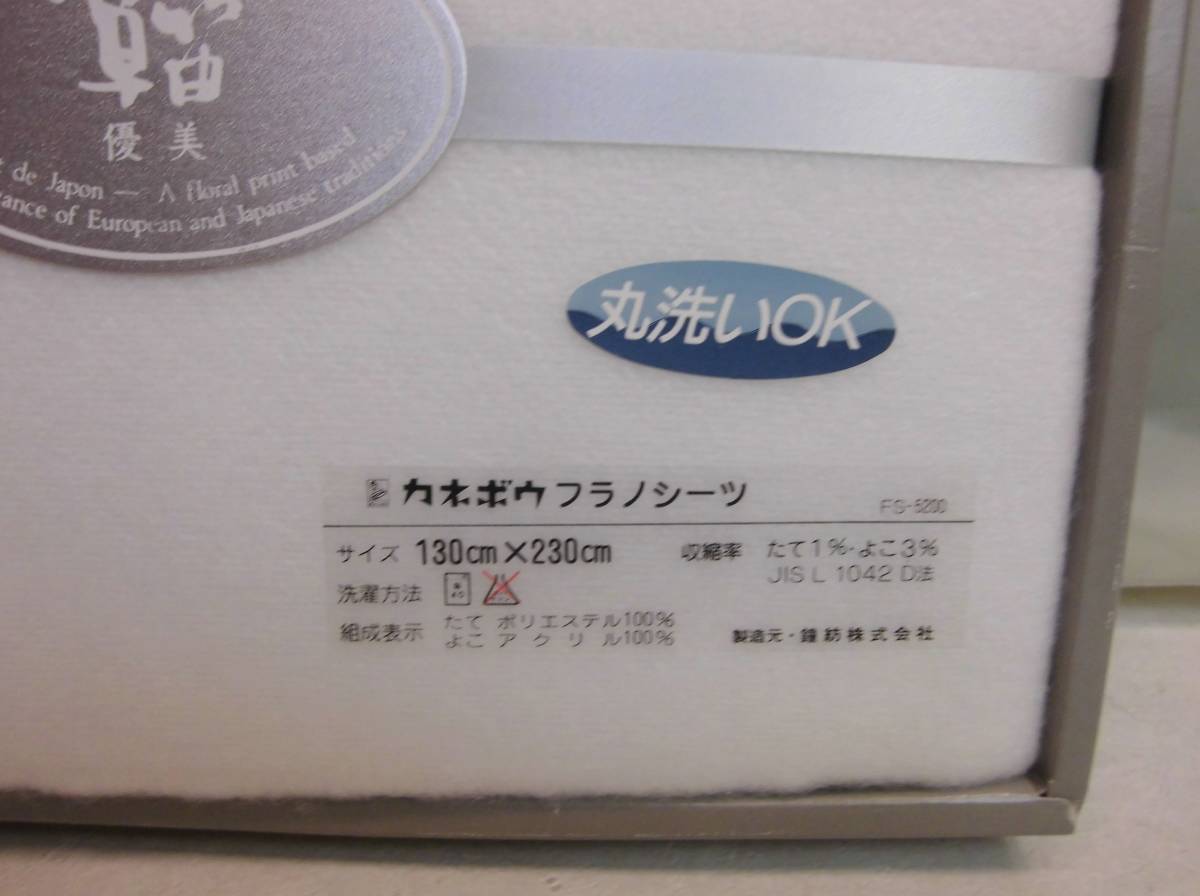 優美
de Japon — A floral print based
ance of European and Japanese traditions
丸洗いOK
カネボウ フラノシーツ FS-5200
サイズ 130cm×230cm 収縮率 たて1%・よこ3%
JIS L 1042 D法
洗濯方法
組成表示 たて ポリエステル100%
よこ アクリル100%
製造元・鐘紡株式会社